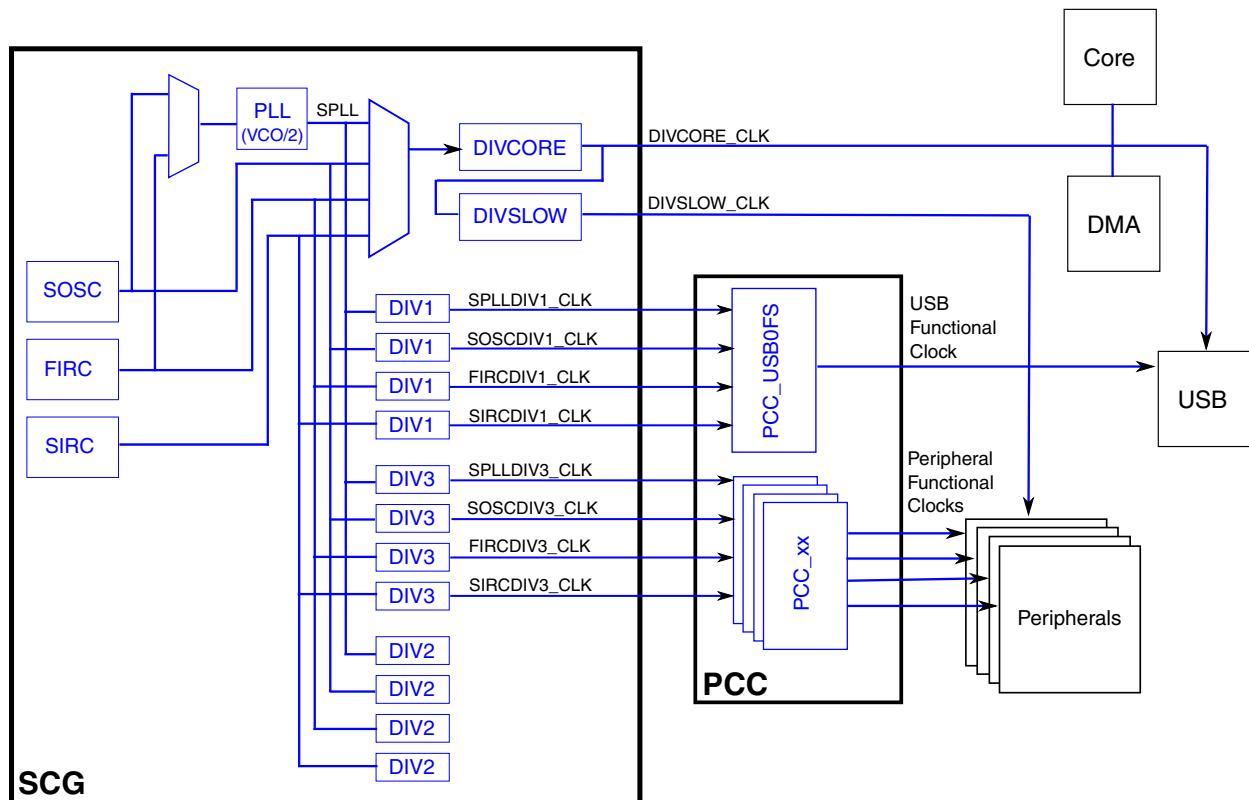 Core
PLL
(VCO/2)
SPLL
DIVCORE
DIVCORE_CLK
DIVSLOW
DIVSLOW_CLK
DMA
SOSC
FIRC
SIRC
DIV1
SPLLDIV1_CLK
DIV1
SOSCDIV1_CLK
DIV1
FIRCDIV1_CLK
DIV1
SIRCDIV1_CLK
PCC_USB0FS
USB
Functional
Clock
USB
DIV3
SPLLDIV3_CLK
DIV3
SOSCDIV3_CLK
DIV3
FIRCDIV3_CLK
DIV3
SIRCDIV3_CLK
PCC_xx
Peripheral
Functional
Clocks
Peripherals
DIV2
DIV2
DIV2
DIV2
PCC
SCG